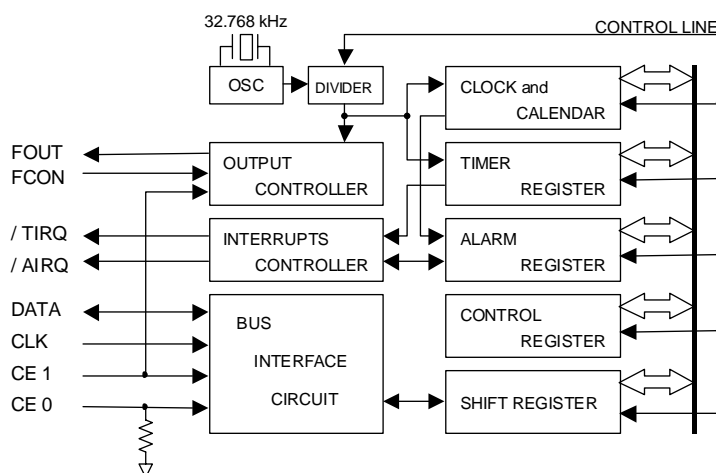 32.768 kHz
CONTROL LINE
OSC
DIVIDER
CLOCK and
CALENDAR
FOUT
FCON
OUTPUT
CONTROLLER
TIMER
REGISTER
/ TIRQ
/ AIRQ
INTERRUPTS
CONTROLLER
ALARM
REGISTER
DATA
CLK
CE 1
CE 0
BUS
INTERFACE
CIRCUIT
CONTROL
REGISTER
SHIFT REGISTER